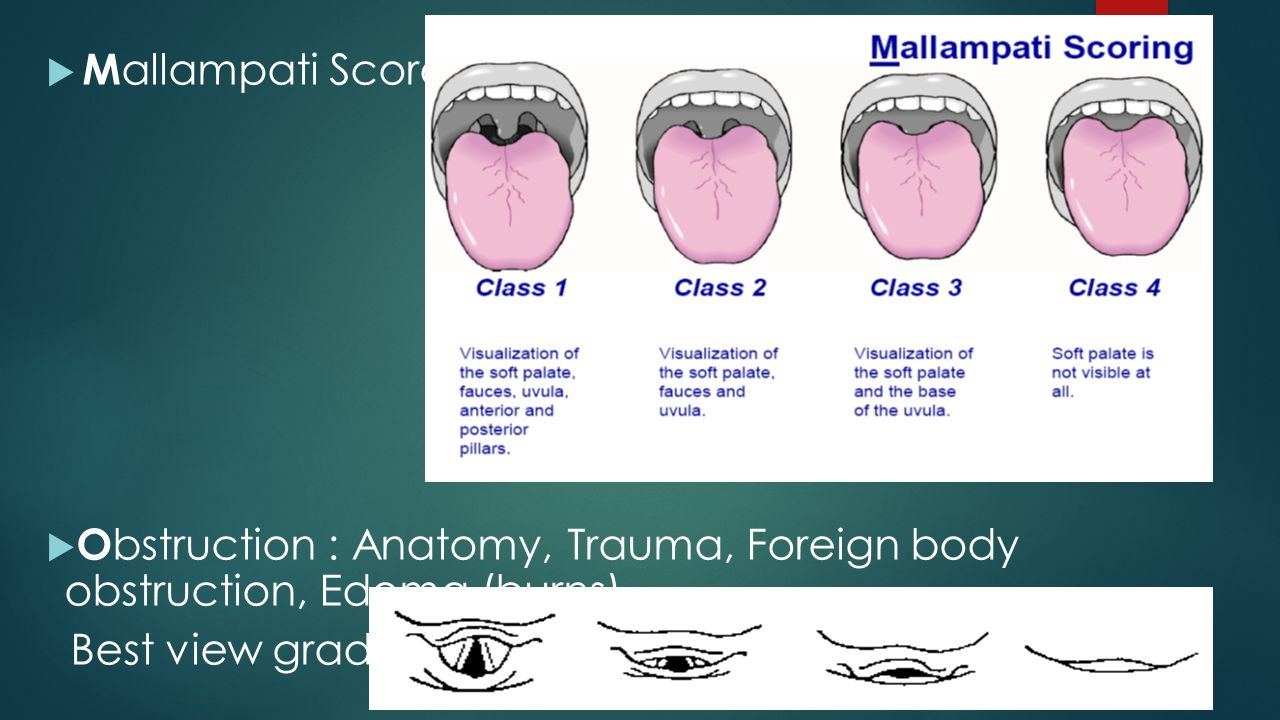 Mallampati Score
Mallampati Scoring
Class 1
Visualization of
the soft palate,
fauces, uvula,
anterior and
posterior
pillars.
Class 2
Visualization of
the soft palate,
fauces and
uvula.
Class 3
Visualization of
the soft palate
and the base
of the uvula.
Class 4
Soft palate is
not visible at
all.
Obstruction : Anatomy, Trauma, Foreign body
obstruction, Edema (burns)
Best view grad